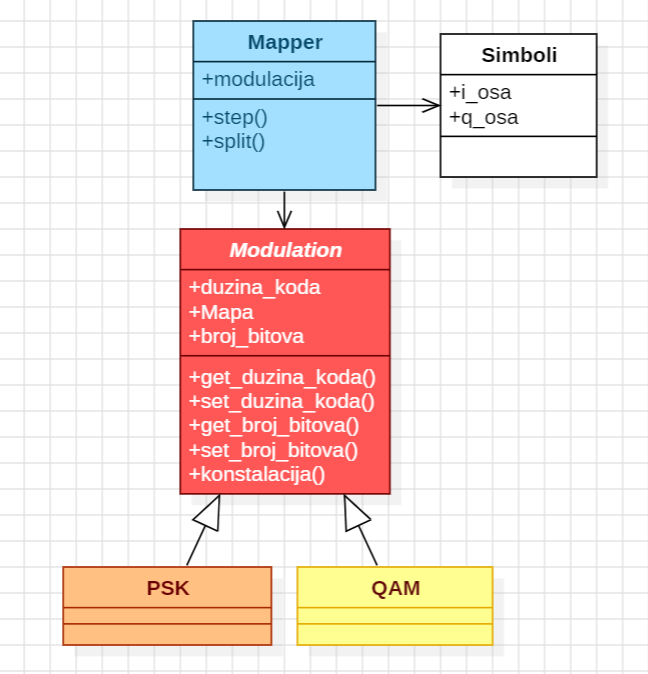 Mapper
+modulacija
+step()
+split()
Simboli
+i_osa
+q_osa
Modulation
+duzina_koda
+Mapa
+broj_bitova
+get_duzina_koda()
+set_duzina_koda()
+get_broj_bitova()
+set_broj_bitova()
+konstalacija()
PSK
QAM